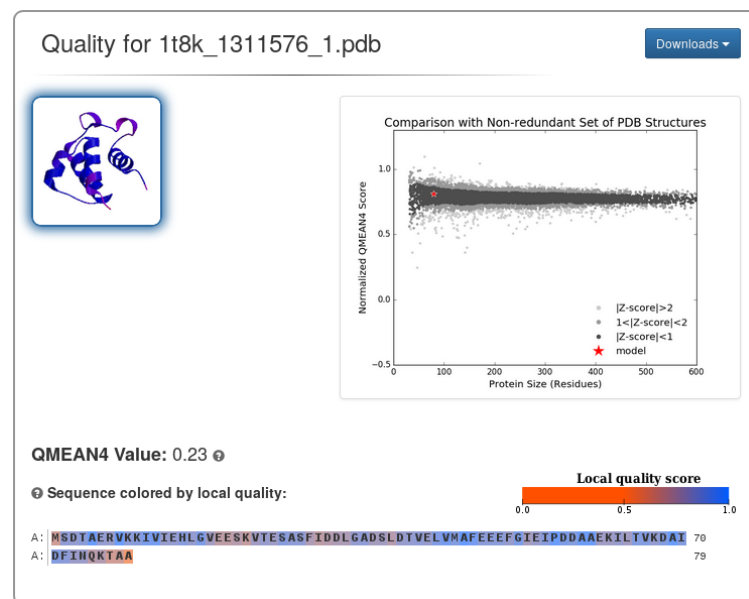 Quality for 1t8k_1311576_1.pdb
Downloads
Comparison with Non-redundant Set of PDB Structures
Normalized QMEAN4 Score
1.0
0.5
0.0
−0.5
|Z-score|>2
1<|Z-score|<2
|Z-score|<1
model
0 100 200 300 400 500 600
Protein Size (Residues)
QMEAN4 Value: 0.23
Sequence colored by local quality:
Local quality score
0.0 0.5 1.0
A: MSDTAERVKKIVIEHLGVEESKVTESASFIDDLGADSLDTVELVMAFEEEFGIEIPDDAAEKILTVKDAI 70
A: DFINQKTAA 79